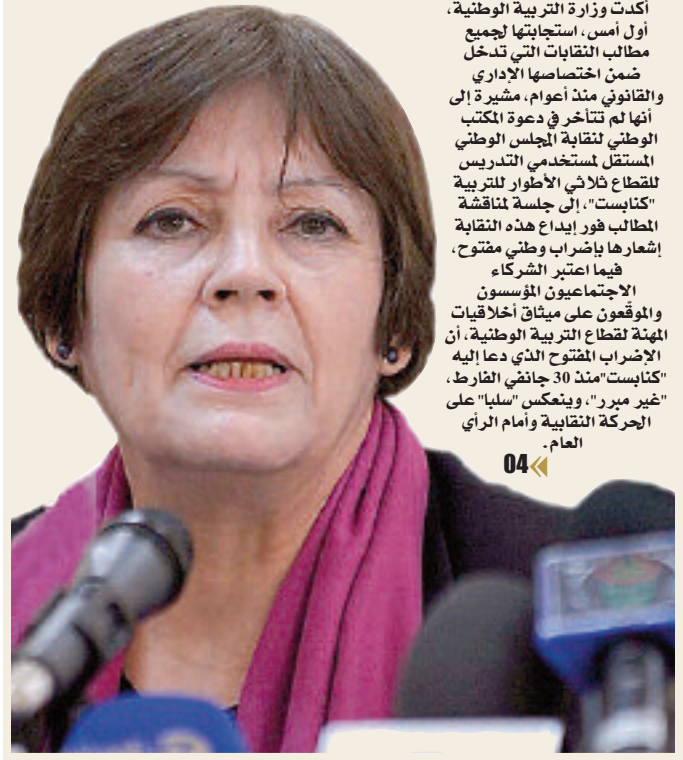 أكدت وزارة التربية الوطنية،
أول أمس، استجابتها لجميع
مطالب النقابات التي تدخل
ضمن اختصاصها الإداري
والقانوني منذ أعوام، مشيرة إلى
أنها لم تتأخر في دعوة المكتب
الوطني لنقابة المجلس الوطني
المستقل لمستخدمي التدريس
للقطاع ثلاثي الأطوار للتربية
"كنابست"، إلى جلسة لمناقشة
المطالب فور إيداع هذه النقابة
إشعارها بإضراب وطني مفتوح،
فيما اعتبر الشركاء
الاجتماعيون المؤسسون
والموقّعون على ميثاق أخلاقيات
المهنة لقطاع التربية الوطنية، أن
الإضراب المفتوح الذي دعا إليه
"كنابست"منذ 30 جانفي الفارط،
"غير مبرر"، وينعكس "سلبا" على
الحركة النقابية وأمام الرأي
العام.
04